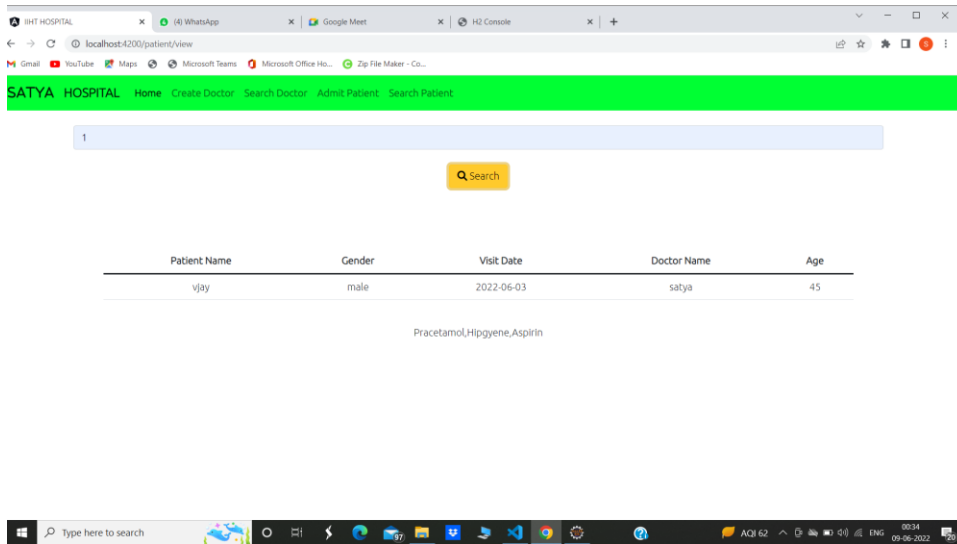 IIHT HOSPITAL (4) WhatsApp Google Meet H2 Console
localhost:4200/patient/view S
Gmail YouTube Maps Microsoft Teams Microsoft Office Ho... Zip File Maker - Co...
SATYA HOSPITAL Home Create Doctor Search Doctor Admit Patient Search Patient
1
Search
Patient Name Gender Visit Date Doctor Name Age
vjay male 2022-06-03 satya 45
Pracetamol,Hipgyene,Aspirin
Type here to search 97 AQI 62 ENG 00:34
09-06-2022 20